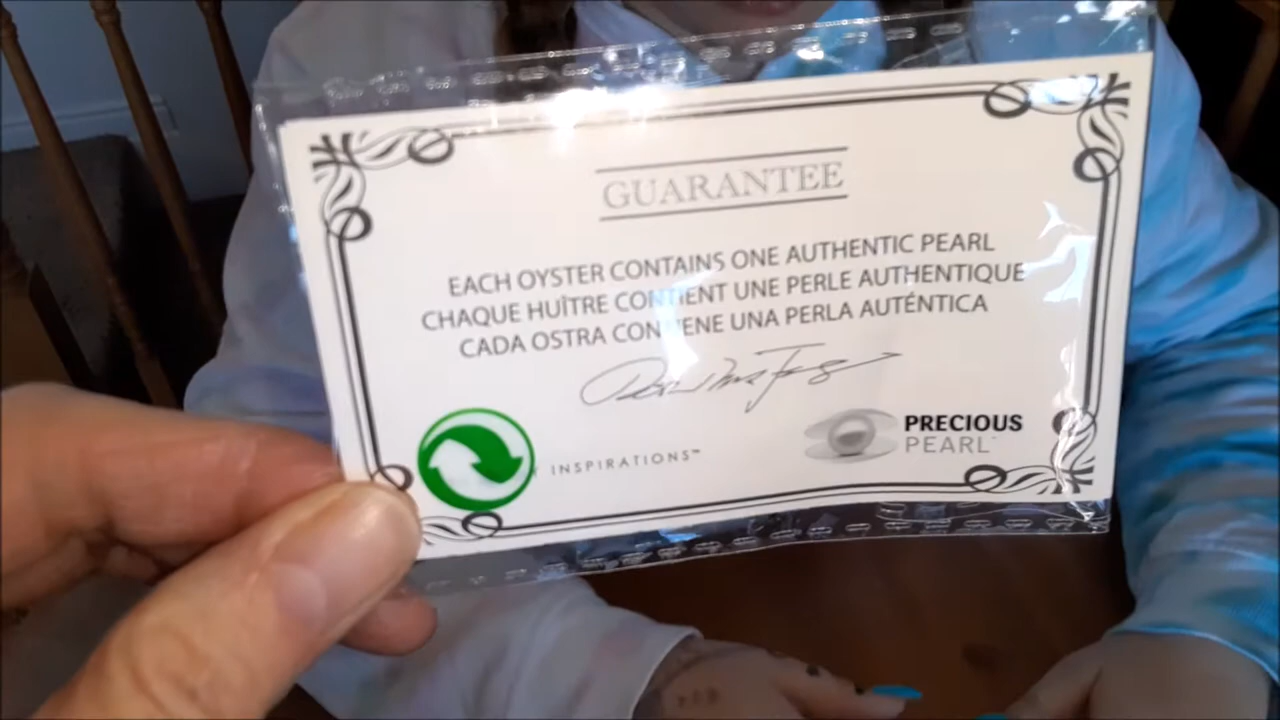 GUARANTEE
EACH OYSTER CONTAINS ONE AUTHENTIC PEARL
CHAQUE HUÎTRE CONTIENT UNE PERLE AUTHENTIQUE
CADA OSTRA CONTIENE UNA PERLA AUTÉNTICA
INSPIRATIONS™
PRECIOUS
PEARL™